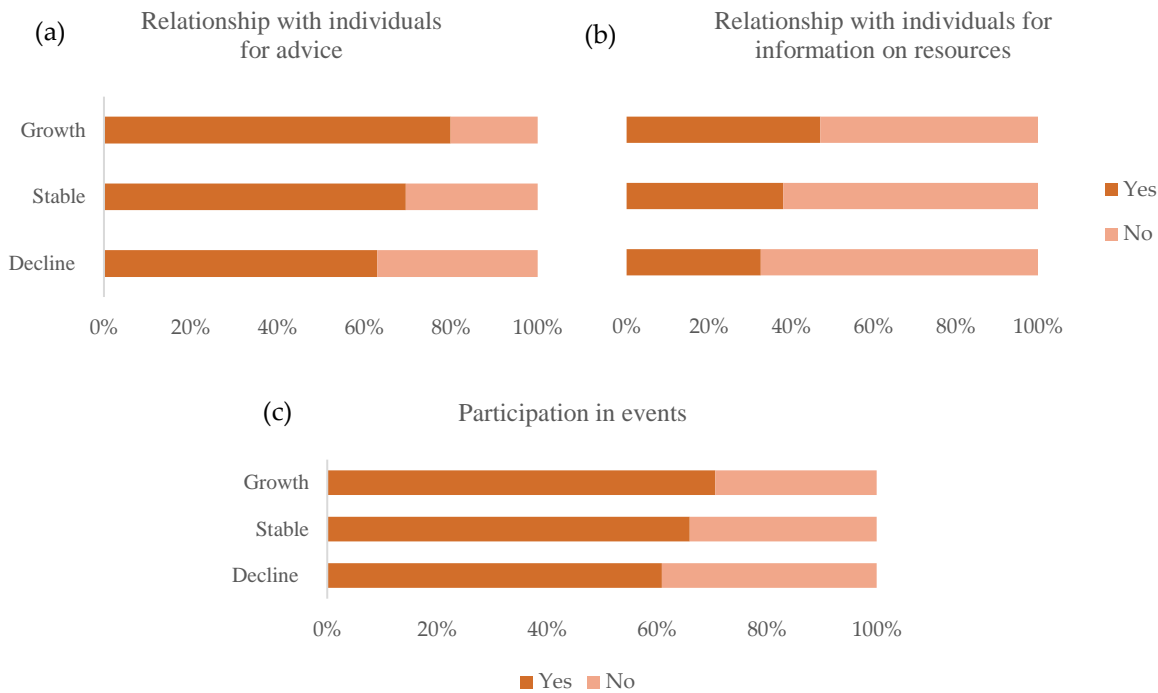 (a)
Relationship with individuals
for advice
Growth
Stable
Decline
0% 20% 40% 60% 80% 100%
(b)
Relationship with individuals for
information on resources
0% 20% 40% 60% 80% 100%
Yes
No
(c)
Participation in events
Growth
Stable
Decline
0% 20% 40% 60% 80% 100%
Yes No